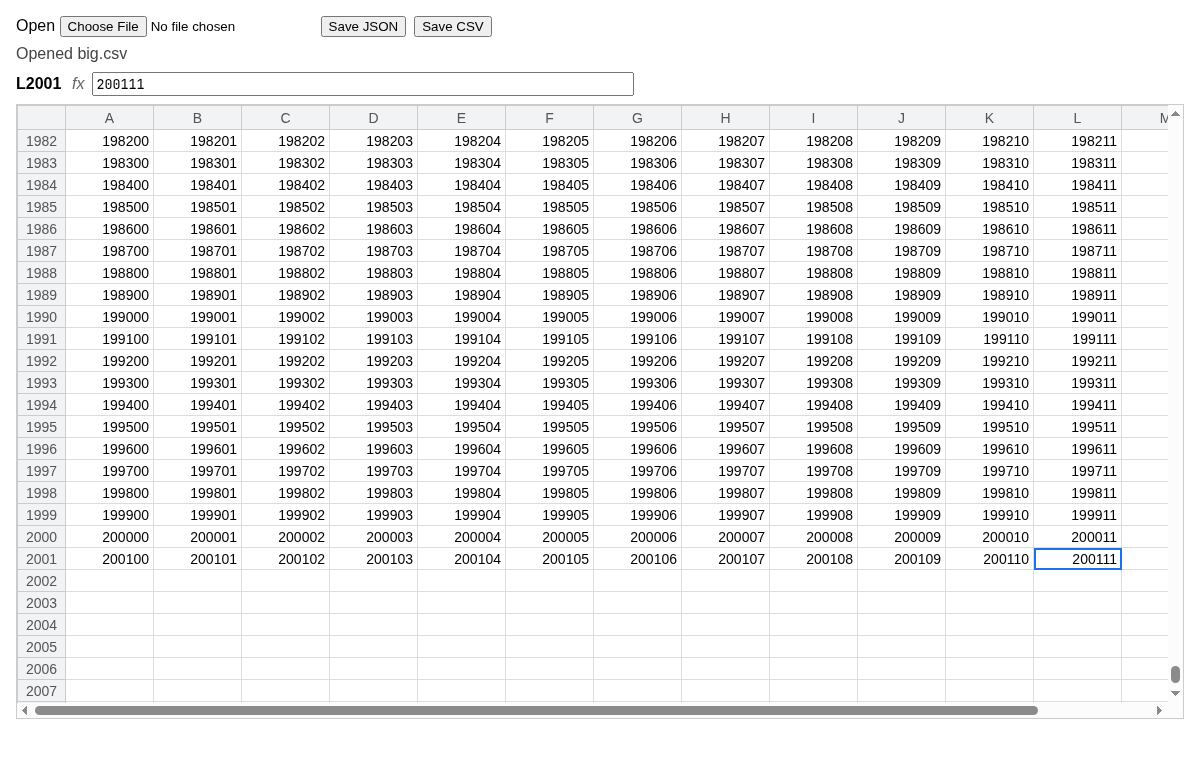 Open Choose File No file chosen Save JSON Save CSV
Opened big.csv
L2001 fx 200111
A B C D E F G H I J K L M
1982 198200 198201 198202 198203 198204 198205 198206 198207 198208 198209 198210 198211
1983 198300 198301 198302 198303 198304 198305 198306 198307 198308 198309 198310 198311
1984 198400 198401 198402 198403 198404 198405 198406 198407 198408 198409 198410 198411
1985 198500 198501 198502 198503 198504 198505 198506 198507 198508 198509 198510 198511
1986 198600 198601 198602 198603 198604 198605 198606 198607 198608 198609 198610 198611
1987 198700 198701 198702 198703 198704 198705 198706 198707 198708 198709 198710 198711
1988 198800 198801 198802 198803 198804 198805 198806 198807 198808 198809 198810 198811
1989 198900 198901 198902 198903 198904 198905 198906 198907 198908 198909 198910 198911
1990 199000 199001 199002 199003 199004 199005 199006 199007 199008 199009 199010 199011
1991 199100 199101 199102 199103 199104 199105 199106 199107 199108 199109 199110 199111
1992 199200 199201 199202 199203 199204 199205 199206 199207 199208 199209 199210 199211
1993 199300 199301 199302 199303 199304 199305 199306 199307 199308 199309 199310 199311
1994 199400 199401 199402 199403 199404 199405 199406 199407 199408 199409 199410 199411
1995 199500 199501 199502 199503 199504 199505 199506 199507 199508 199509 199510 199511
1996 199600 199601 199602 199603 199604 199605 199606 199607 199608 199609 199610 199611
1997 199700 199701 199702 199703 199704 199705 199706 199707 199708 199709 199710 199711
1998 199800 199801 199802 199803 199804 199805 199806 199807 199808 199809 199810 199811
1999 199900 199901 199902 199903 199904 199905 199906 199907 199908 199909 199910 199911
2000 200000 200001 200002 200003 200004 200005 200006 200007 200008 200009 200010 200011
2001 200100 200101 200102 200103 200104 200105 200106 200107 200108 200109 200110 200111
2002
2003
2004
2005
2006
2007